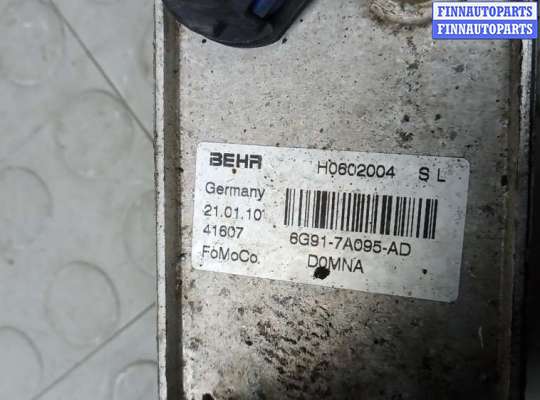 FINNAUTOPARTS
FINNAUTOPARTS
BEHR H0602004 S L
Germany
21.01.10
41607 6G91-7A095-AD
FoMoCo. D0MNA